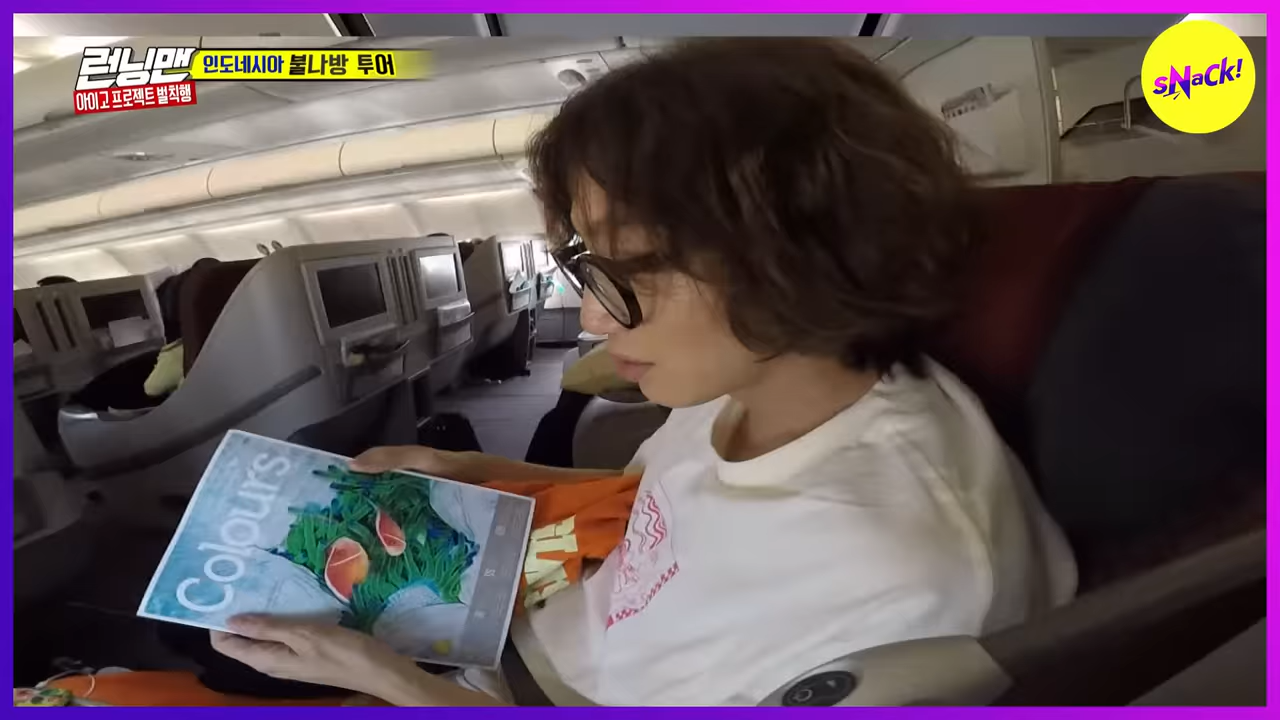 런닝맨
아이고 프로젝트 벌칙행
인도네시아 불나방 투어
sNack!
Colours